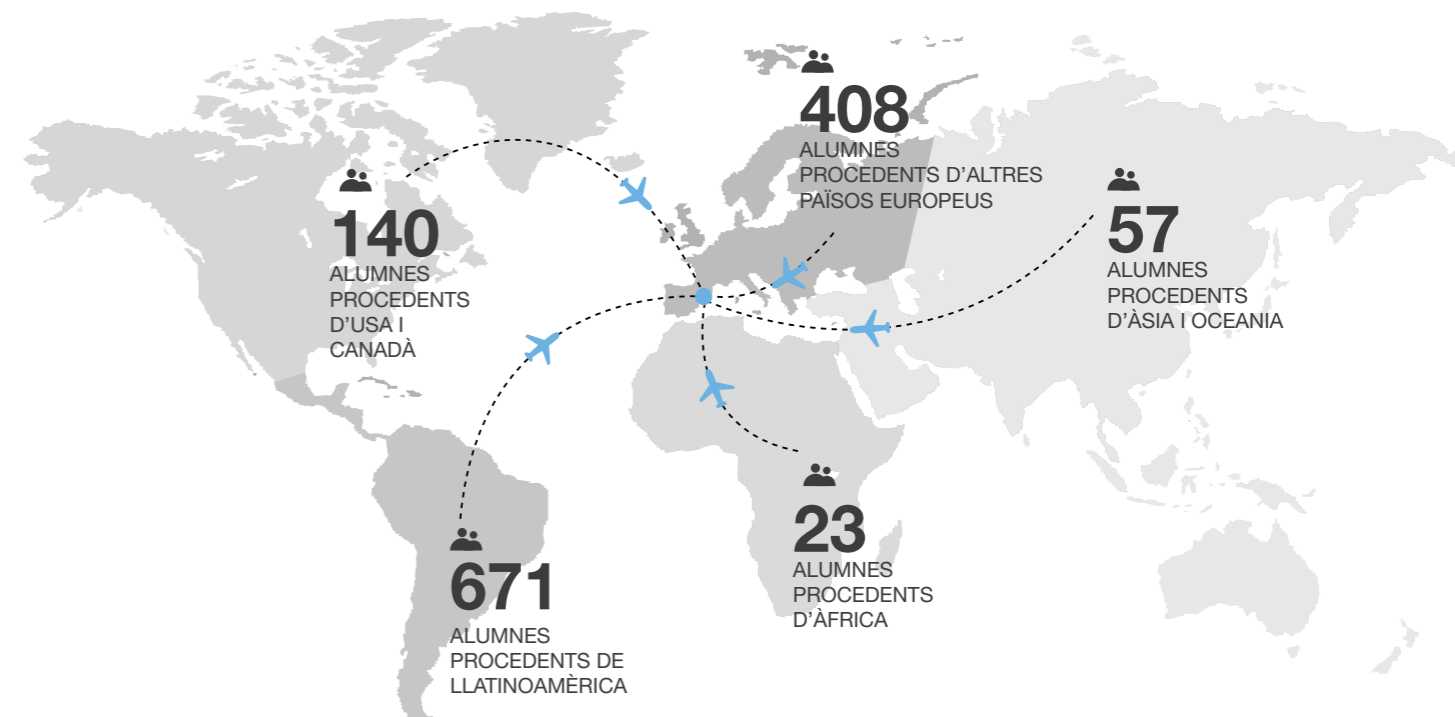 408
ALUMNES
PROCEDENTS D'ALTRES
PAÏSOS EUROPEUS
140
ALUMNES
PROCEDENTS
D'USA I
CANADÀ
57
ALUMNES
PROCEDENTS
D'ÀSIA I OCEANIA
671
ALUMNES
PROCEDENTS DE
LLATINOAMÈRICA
23
ALUMNES
PROCEDENTS
D'ÀFRICA